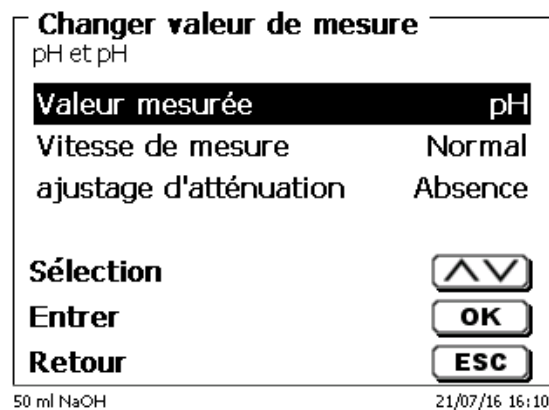 Changer valeur de mesure
pH et pH
Valeur mesurée pH
Vitesse de mesure Normal
ajustage d'atténuation Absence
Sélection
Entrer OK
Retour ESC
50 ml NaOH 21/07/16 16:10